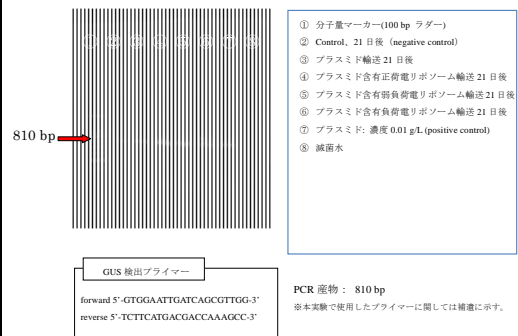 ① ② ③ ④ ⑤ ⑥ ⑦ ⑧
810 bp
① 分子量マーカー(100 bp ラダー)
② Control、21 日後（negative control）
③ プラスミド輸送 21 日後
④ プラスミド含有正荷電リポソーム輸送 21 日後
⑤ プラスミド含有弱負荷電リポソーム輸送 21 日後
⑥ プラスミド含有負荷電リポソーム輸送 21 日後
⑦ プラスミド: 濃度 0.01 g/L (positive control)
⑧ 滅菌水
GUS 検出プライマー
forward 5’-GTGGAATTGATCAGCGTTGG-3’
reverse 5’-TCTTCATGACGACCAAAGCC-3’
PCR 産物： 810 bp
※本実験で使用したプライマーに関しては補遺に示す。